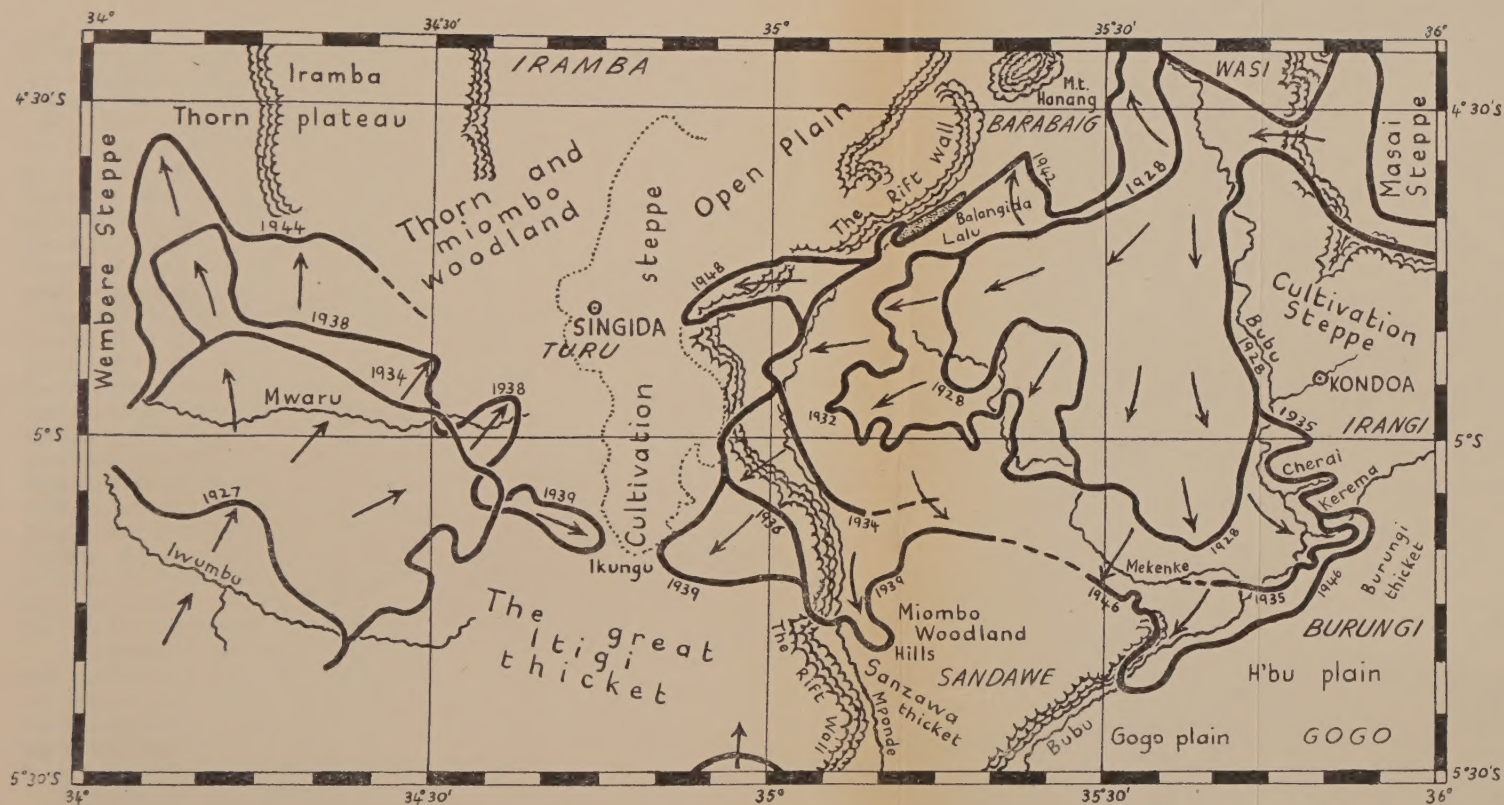 34°
34°30'
35°
35°30'
36°
4°30'S
4°30'S
Iramba
plateau
Thorn
IRAMBA
Wembere Steppe
Thorn and
miombo
woodland
Open Plain
steppe
Cultivation
The Rift Wall
Mt.
Hanang
BARABAIG
WASI
Masai
Steppe
1942
1928
Balangida
Lalu
1944
1948
1938
SINGIDA
TURU
Cultivation
Steppe
Bubu
1928
KONDOA
1934
1938
Mwaru
1932
1928
1935
IRANGI
5°S
5°S
Cherai
Kerema
1927
1939
1936
1934
1928
Iwumbu
Ikungu
1939
1939
Mekenke
1946
1935
1946
Burungi
thicket
The great
Itigi
thicket
Miombo
Woodland
Hills
BURUNGI
The Rift
Wall
Sanzawa
thicket
Mponde
SANDAWE
H'bu plain
Bubu
Gogo plain
GOGO
5°30'S
5°30'S
34°
34°30'
35°
35°30'
36°